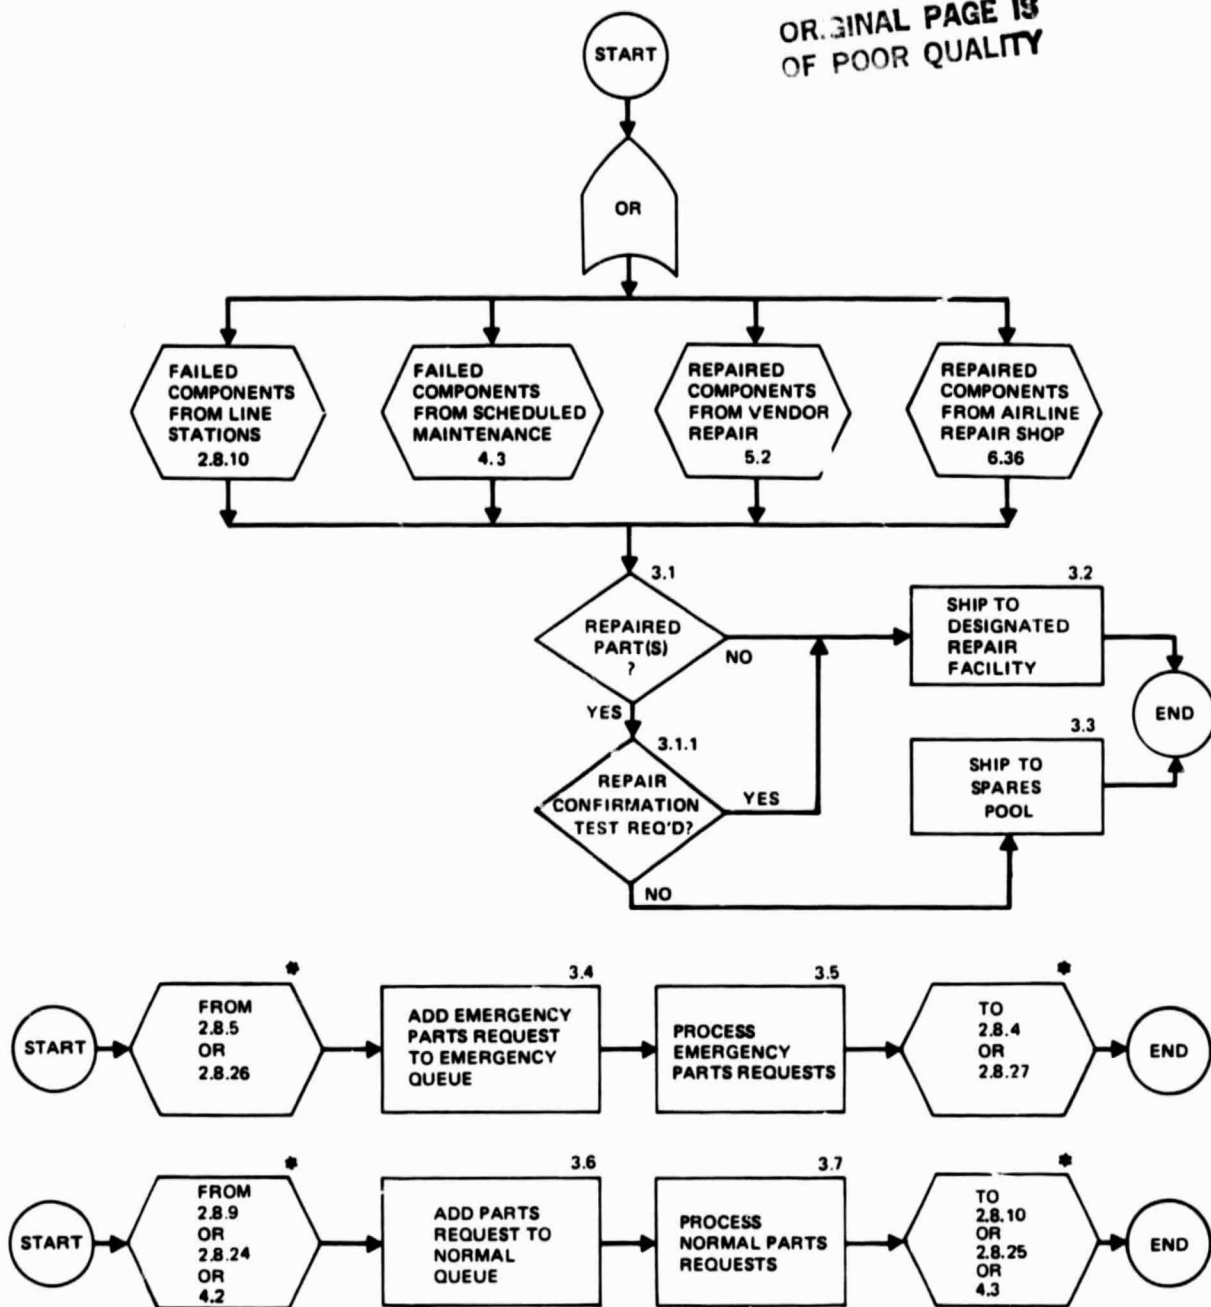 OR.GINAL PAGE IS
OF POOR QUALITY
START
OR
FAILED
COMPONENTS
FROM LINE
STATIONS
2.8.10
FAILED
COMPONENTS
FROM SCHEDULED
MAINTENANCE
4.3
REPAIRED
COMPONENTS
FROM VENDOR
REPAIR
5.2
REPAIRED
COMPONENTS
FROM AIRLINE
REPAIR SHOP
6.36
3.1
REPAIRED
PART(S)
?
NO
YES
3.2
SHIP TO
DESIGNATED
REPAIR
FACILITY
END
3.1.1
REPAIR
CONFIRMATION
TEST REQ'D?
YES
NO
3.3
SHIP TO
SPARES
POOL
START
*
FROM
2.8.5
OR
2.8.26
3.4
ADD EMERGENCY
PARTS REQUEST
TO EMERGENCY
QUEUE
3.5
PROCESS
EMERGENCY
PARTS REQUESTS
*
TO
2.8.4
OR
2.8.27
END
START
*
FROM
2.8.9
OR
2.8.24
OR
4.2
3.6
ADD PARTS
REQUEST TO
NORMAL
QUEUE
3.7
PROCESS
NORMAL PARTS
REQUESTS
*
TO
2.8.10
OR
2.8.25
OR
4.3
END